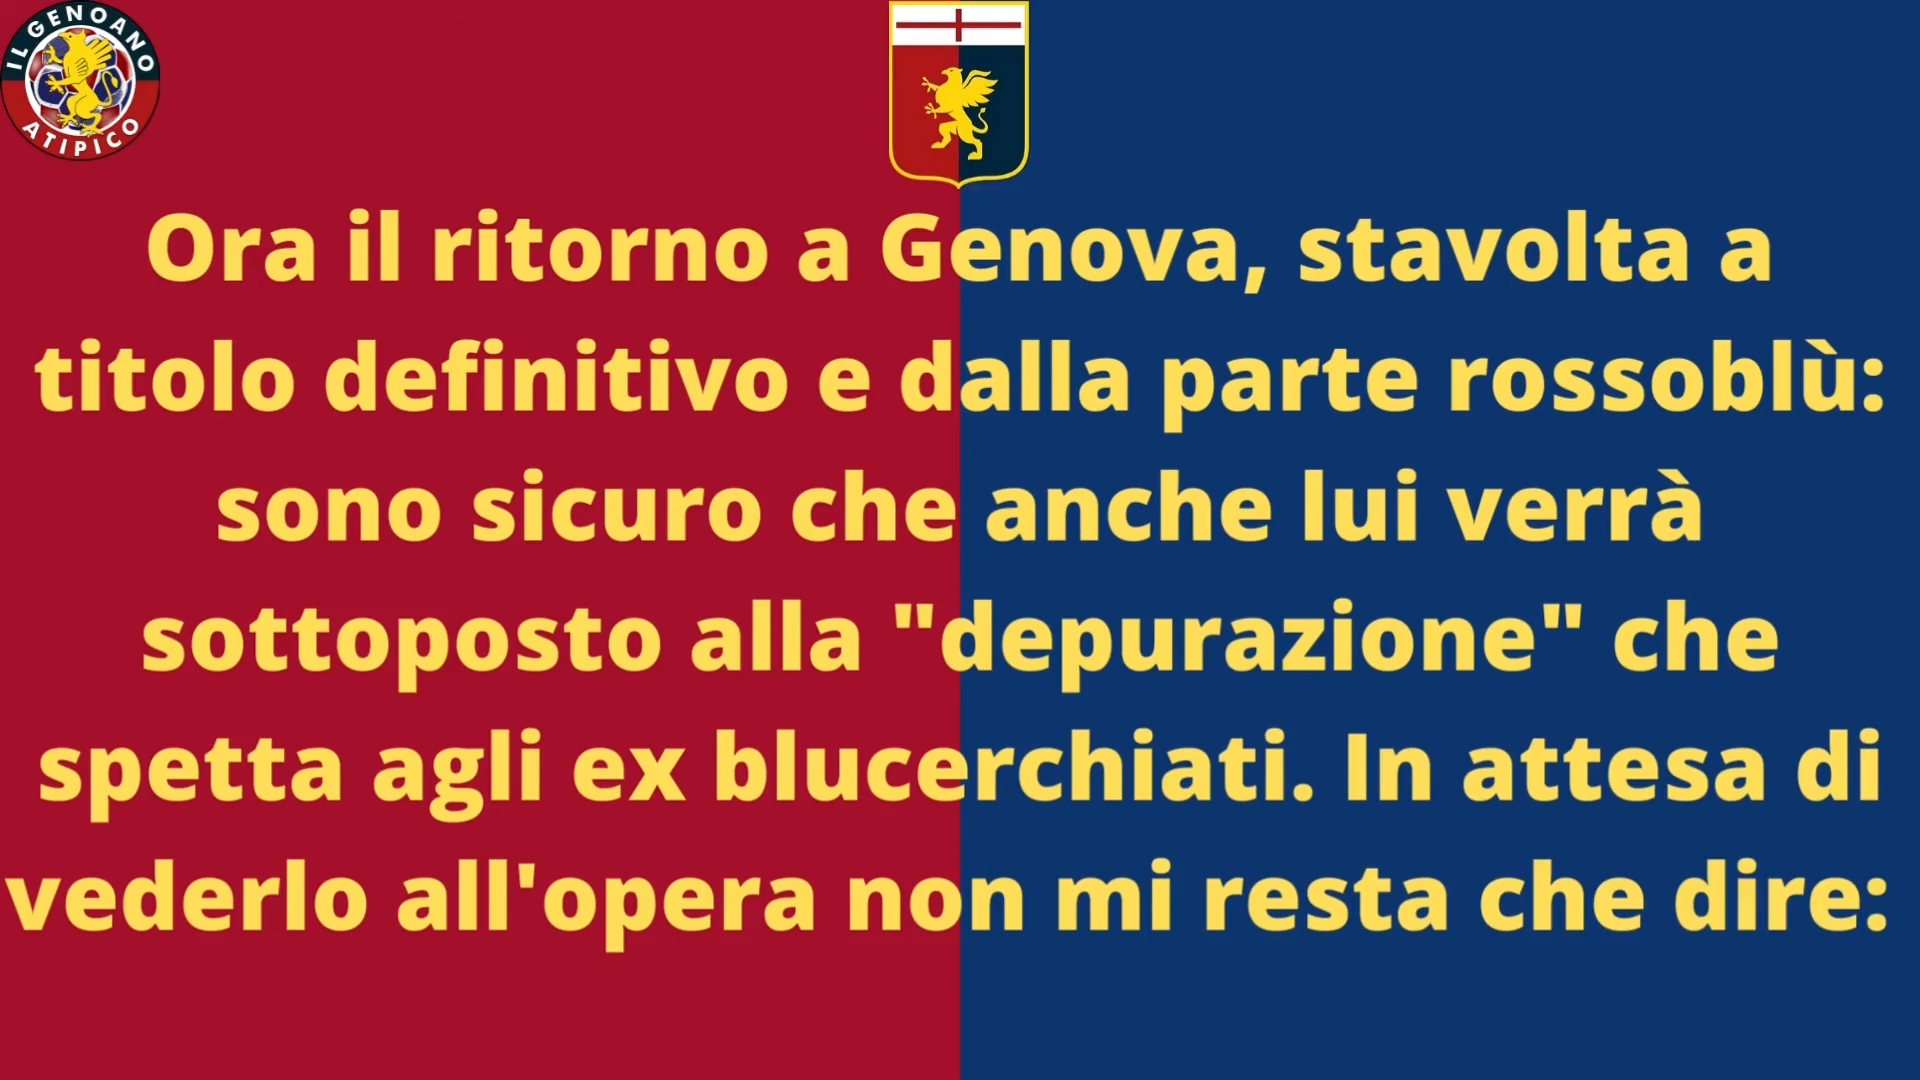 IL GENOANO
ATIPICO
Ora il ritorno a Genova, stavolta a
titolo definitivo e dalla parte rossoblù:
sono sicuro che anche lui verrà
sottoposto alla "depurazione" che
spetta agli ex blucerchiati. In attesa di
vederlo all'opera non mi resta che dire: